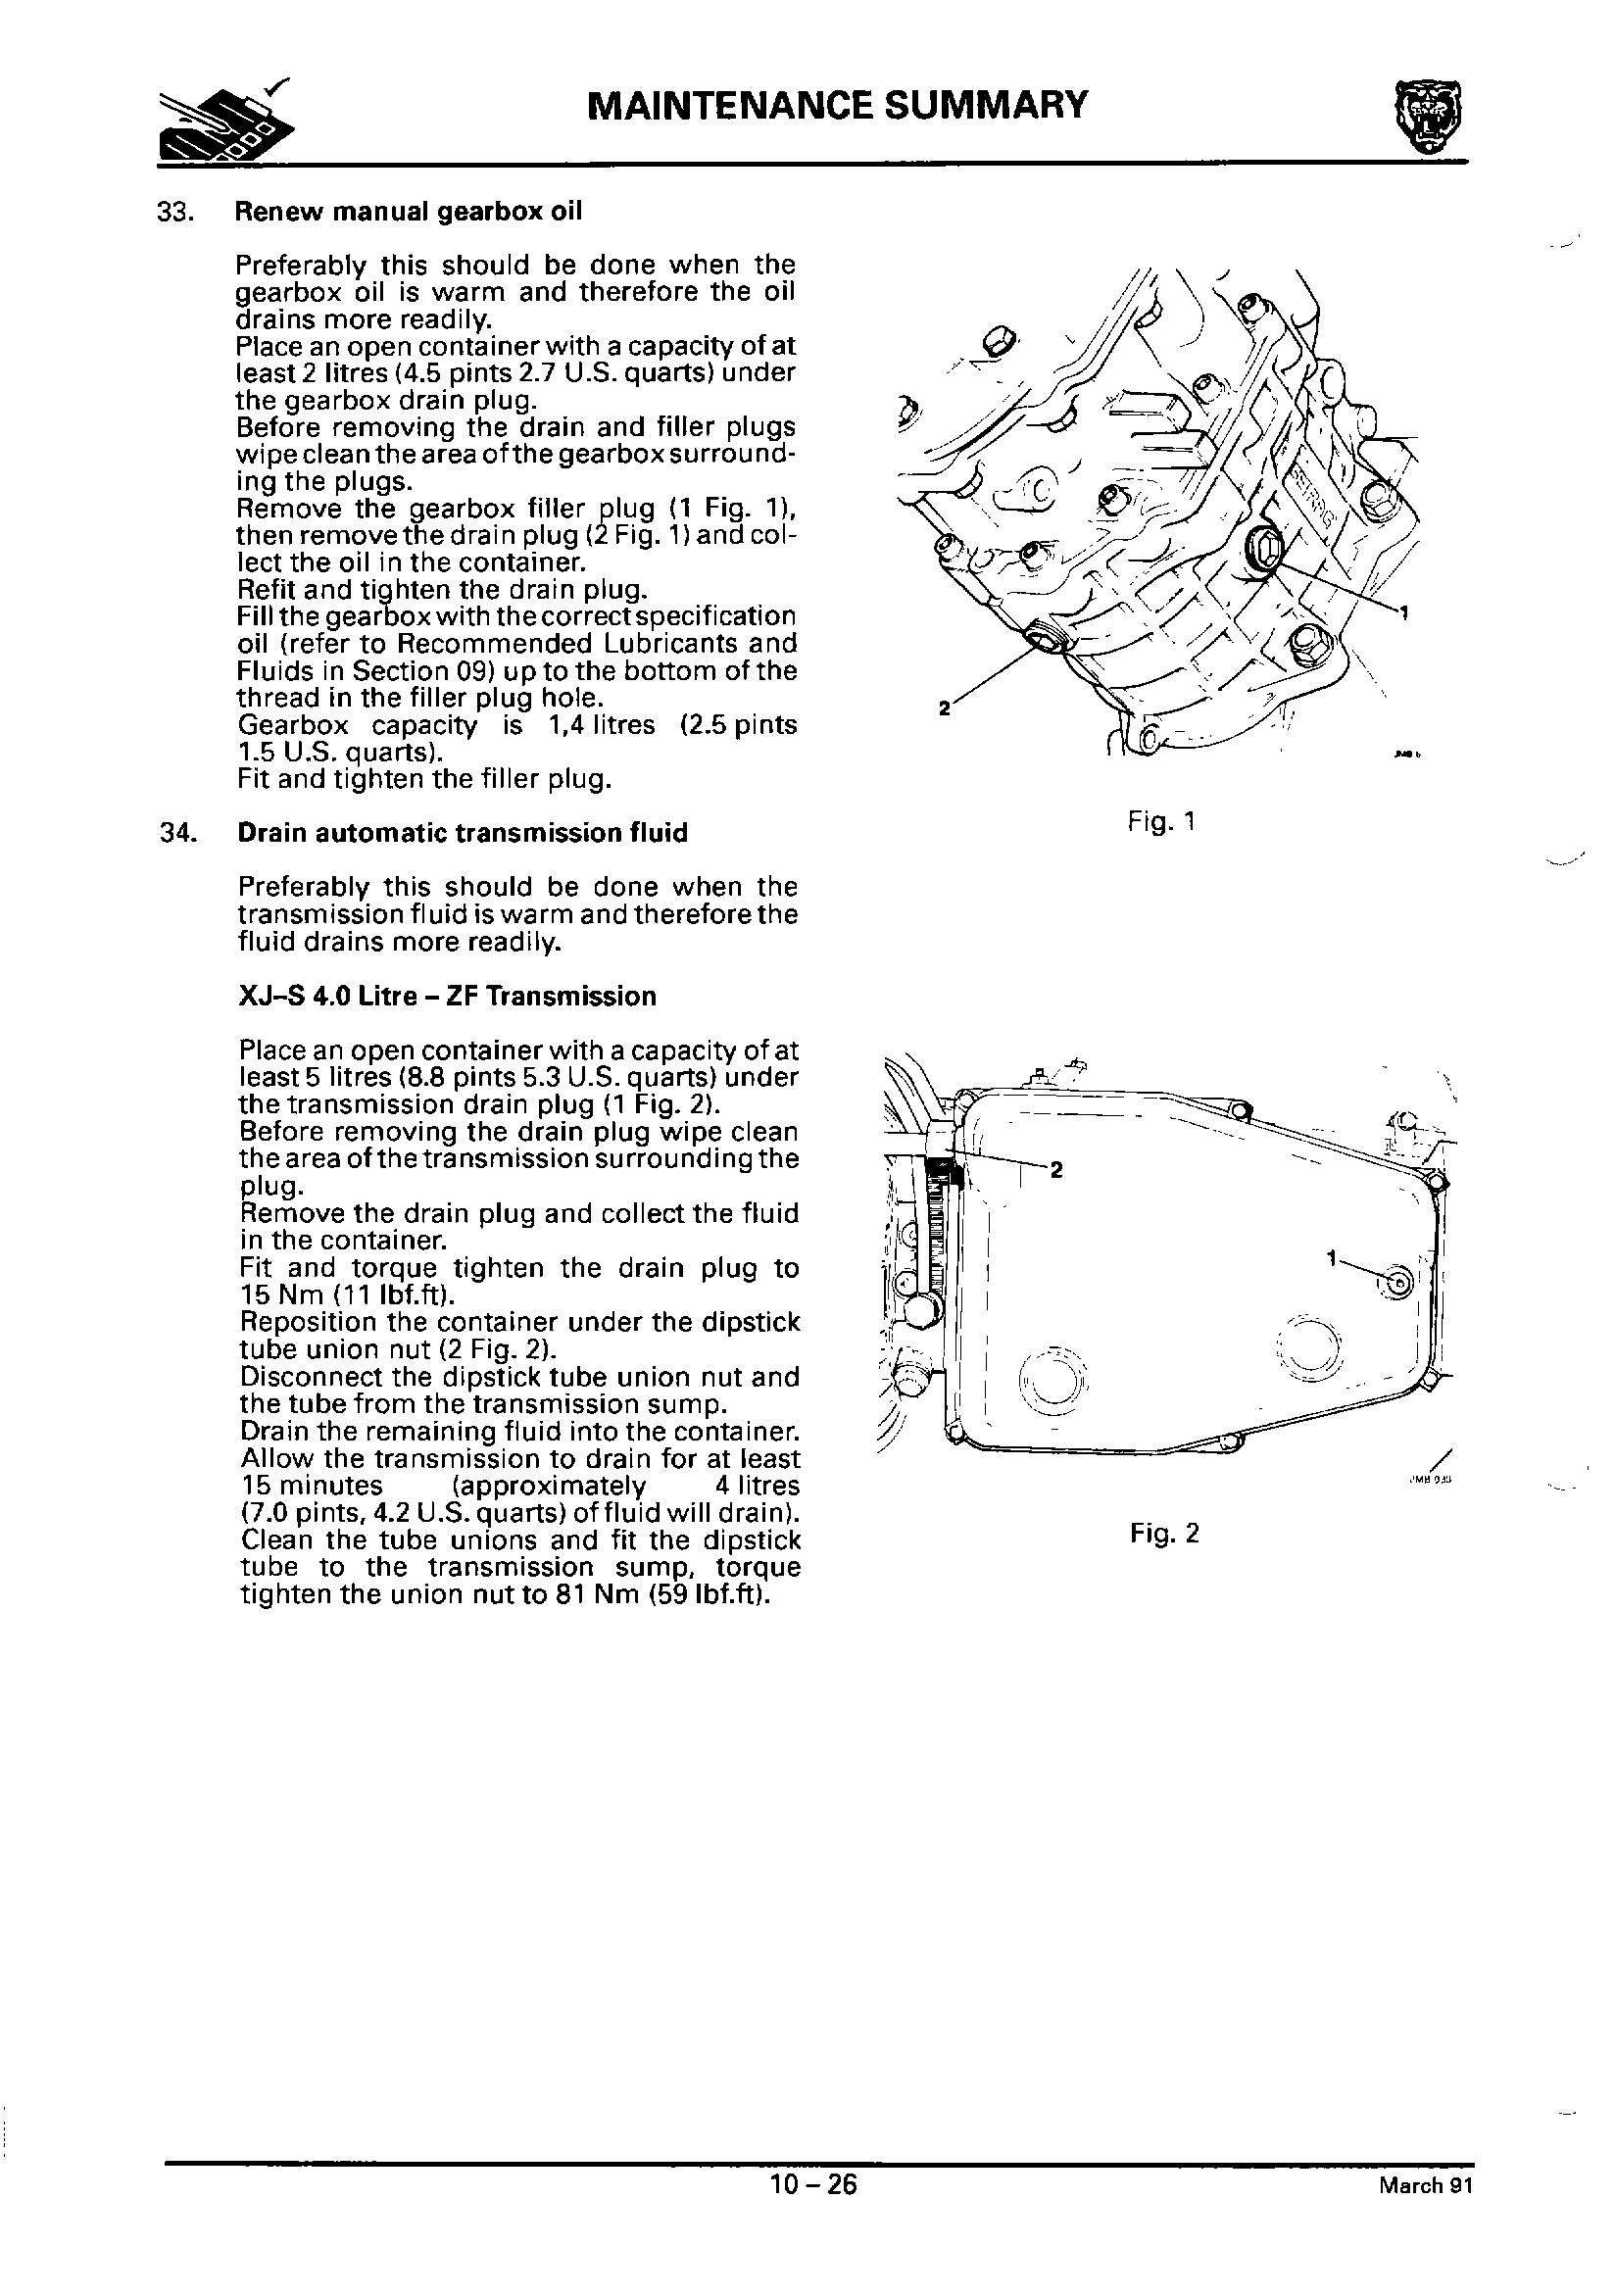 MAINTENANCE SUMMARY
33. Renew manual gearbox oil
Preferably this should be done when the
gearbox oil is warm and therefore the oil
drains more readily.
Place an open container with a capacity of at
least 2 litres (4.5 pints 2.7 U.S. quarts) under
the gearbox drain plug.
Before removing the drain and filler plugs
wipe clean the area of the gearbox surround-
ing the plugs.
Remove the gearbox filler plug (1 Fig. 1),
then remove the drain plug (2 Fig. 1) and col-
lect the oil in the container.
Refit and tighten the drain plug.
Fill the gearbox with the correct specification
oil (refer to Recommended Lubricants and
Fluids in Section 09) up to the bottom of the
thread in the filler plug hole.
Gearbox capacity is 1,4 litres (2.5 pints
1.5 U.S. quarts).
Fit and tighten the filler plug.
GETRAG
1
2
JMB 6
Fig. 1
34. Drain automatic transmission fluid
Preferably this should be done when the
transmission fluid is warm and therefore the
fluid drains more readily.
XJ-S 4.0 Litre – ZF Transmission
Place an open container with a capacity of at
least 5 litres (8.8 pints 5.3 U.S. quarts) under
the transmission drain plug (1 Fig. 2).
Before removing the drain plug wipe clean
the area of the transmission surrounding the
plug.
Remove the drain plug and collect the fluid
in the container.
Fit and torque tighten the drain plug to
15 Nm (11 lbf.ft).
Reposition the container under the dipstick
tube union nut (2 Fig. 2).
Disconnect the dipstick tube union nut and
the tube from the transmission sump.
Drain the remaining fluid into the container.
Allow the transmission to drain for at least
15 minutes (approximately 4 litres
(7.0 pints, 4.2 U.S. quarts) of fluid will drain).
Clean the tube unions and fit the dipstick
tube to the transmission sump, torque
tighten the union nut to 81 Nm (59 lbf.ft).
2
1
JMB 033
Fig. 2
10 – 26
March 91